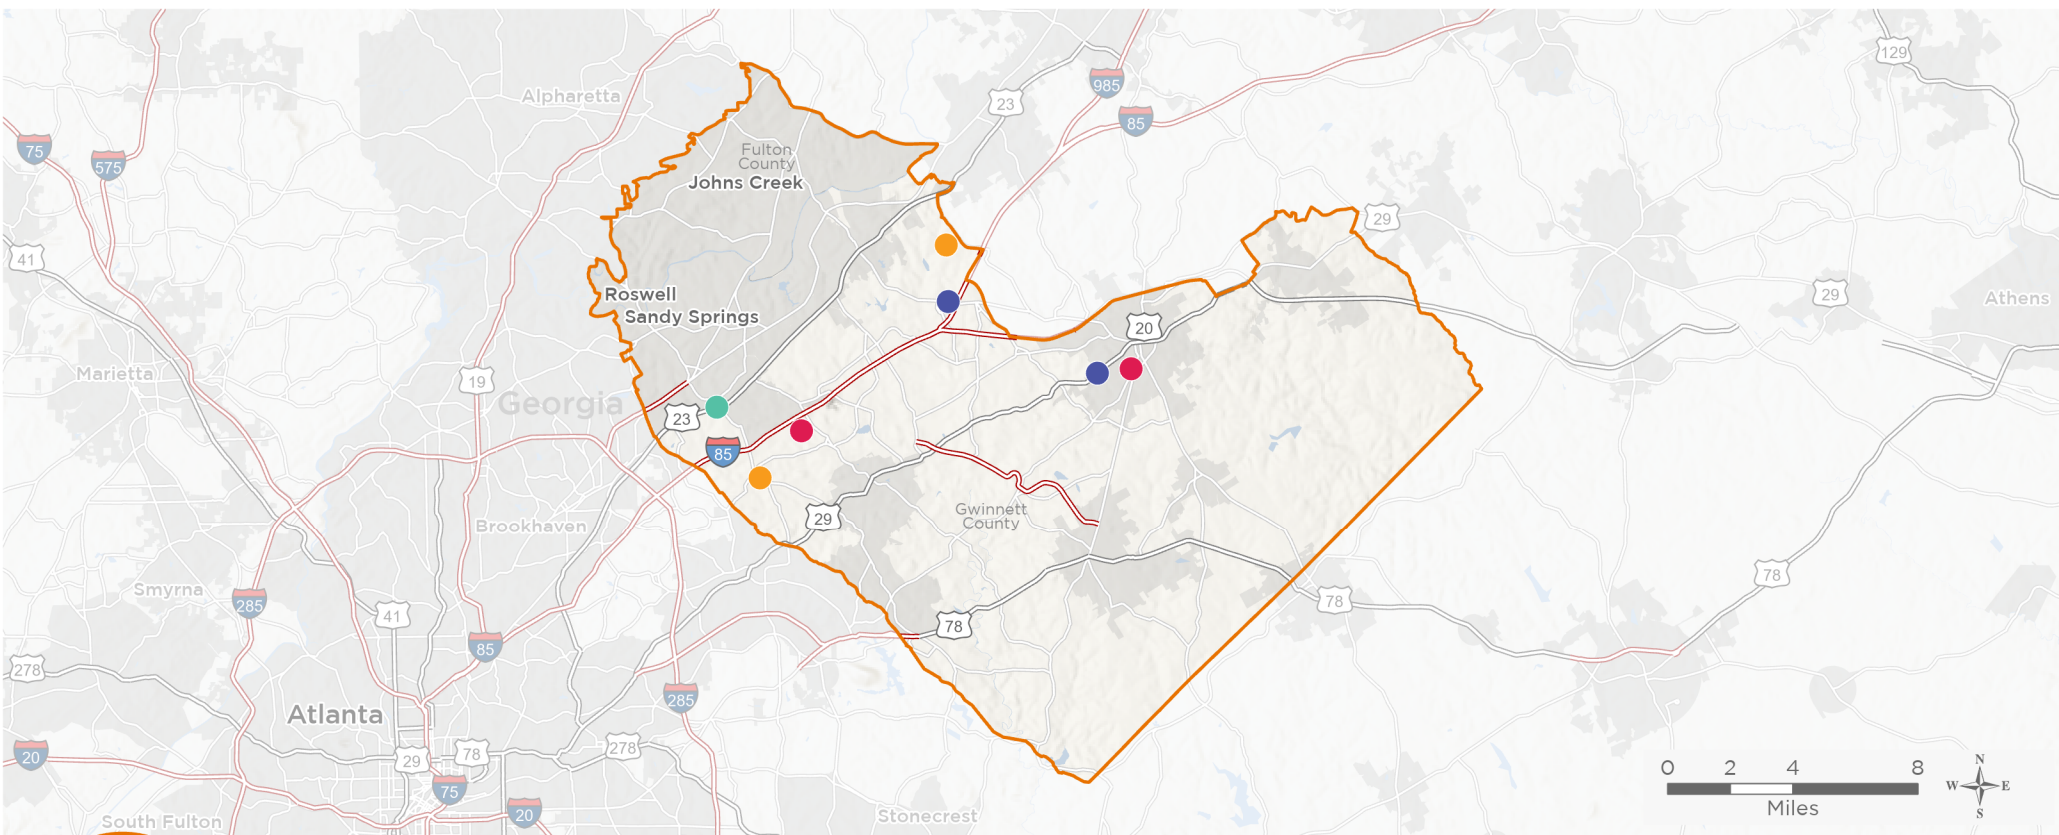 129
985
23
85
Alpharetta
75
575
Fulton
County
Johns Creek
29
41
Roswell
Sandy Springs
29
Athens
20
Marietta
19
Georgia
23
85
29
Gwinnett
County
Brookhaven
Smyrna
285
41
78
78
78
85
278
285
Atlanta
29
78
278
20
75
20
South Fulton
Stonecrest
0 2 4 8
Miles
N
W E
S